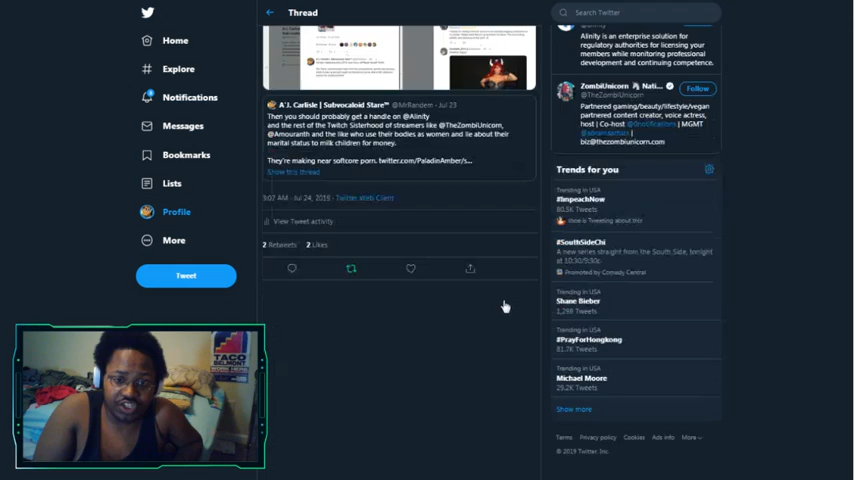 Thread
Search Twitter
Home
Explore
Notifications
Messages
Bookmarks
Lists
Profile
More
Tweet
A'J. Carlisle | Subvocaloid Stare™ @MrRandem · Jul 23
Then you should probably get a handle on @Alinity
and the rest of the Twitch Sisterhood of streamers like @TheZombiUnicorn,
@Amouranth and the like who use their bodies as women and lie about their
marital status to milk children for money.
They're making near softcore porn. twitter.com/PaladinAmber/s...
Show this thread
:07 AM · Jul 24, 2019 · Twitter Web Client
View Tweet activity
2 Retweets 2 Likes
Alinity is an enterprise solution for
regulatory authorities for licensing your
members while monitoring professional
development and continuing competence.
ZombiUnicorn Nati...
@TheZombiUnicorn
Follow
Partnered gaming/beauty/lifestyle/vegan
partnered content creator, voice actress,
host | Co-host | MGMT
biz@thezombiunicorn.com
Trends for you
Trending in USA
#ImpeachNow
80.5K Tweets
is Tweeting about this
#SouthSideChi
A new series straight from the South Side, tonight
at 10:30/9:30c
Promoted by Comedy Central
Trending in USA
Shane Bieber
1,298 Tweets
Trending in USA
#PrayForHongkong
81.7K Tweets
Trending in USA
Michael Moore
29.2K Tweets
Show more
Terms Privacy policy Cookies Ads info More
© 2019 Twitter, Inc.
TACO
BELMONT
WORK HERE